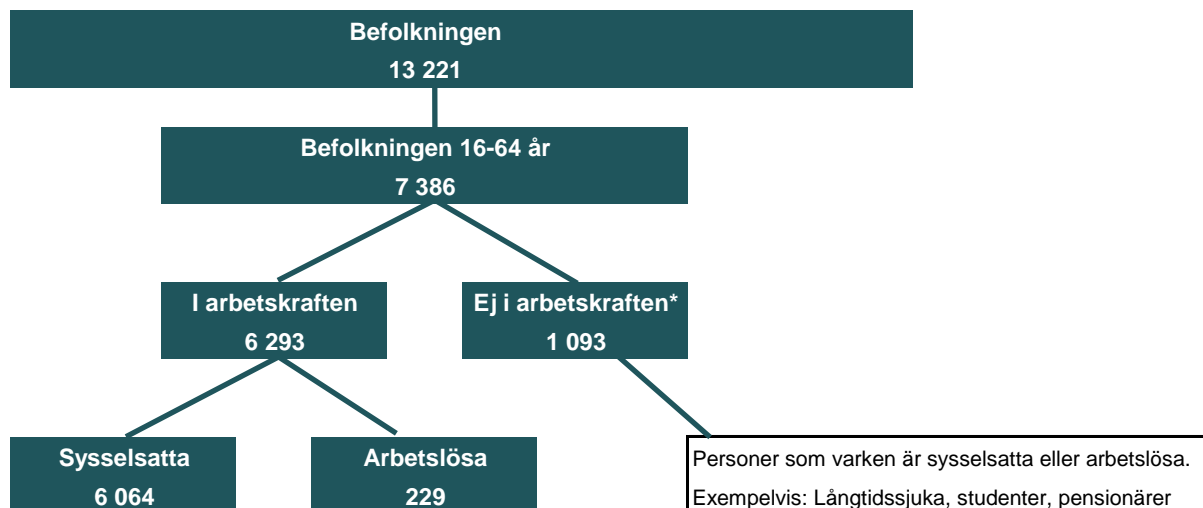 Befolkningen
13 221
Befolkningen 16-64 år
7 386
I arbetskraften
6 293
Ej i arbetskraften*
1 093
Sysselsatta
6 064
Arbetslösa
229
Personer som varken är sysselsatta eller arbetslösa.
Exempelvis: Långtidssjuka, studenter, pensionärer